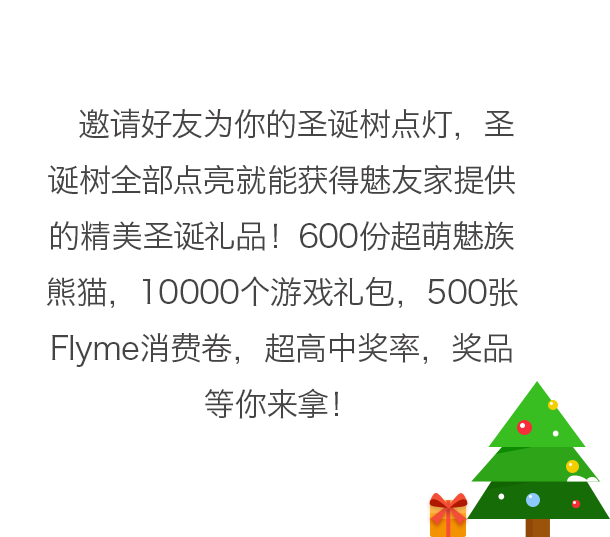 邀请好友为你的圣诞树点灯，圣
诞树全部点亮就能获得魅友家提供
的精美圣诞礼品！600份超萌魅族
熊猫，10000个游戏礼包，500张
Flyme消费卷，超高中奖率，奖品
等你来拿！